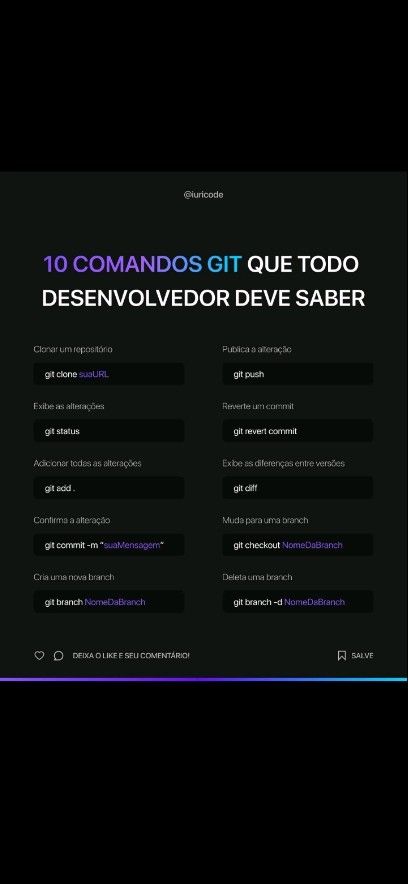 @iuricode
10 COMANDOS GIT QUE TODO
DESENVOLVEDOR DEVE SABER
Clonar um repositório
git clone suaURL
Exibe as alterações
git status
Adicionar todas as alterações
git add .
Confirma a alteração
git commit -m “suaMensagem“
Cria uma nova branch
git branch NomeDaBranch
Publica a alteração
git push
Reverte um commit
git revert commit
Exibe as diferenças entre versões
git diff
Muda para uma branch
git checkout NomeDaBranch
Deleta uma branch
git branch -d NomeDaBranch
DEIXA O LIKE E SEU COMENTÁRIO!
SALVE